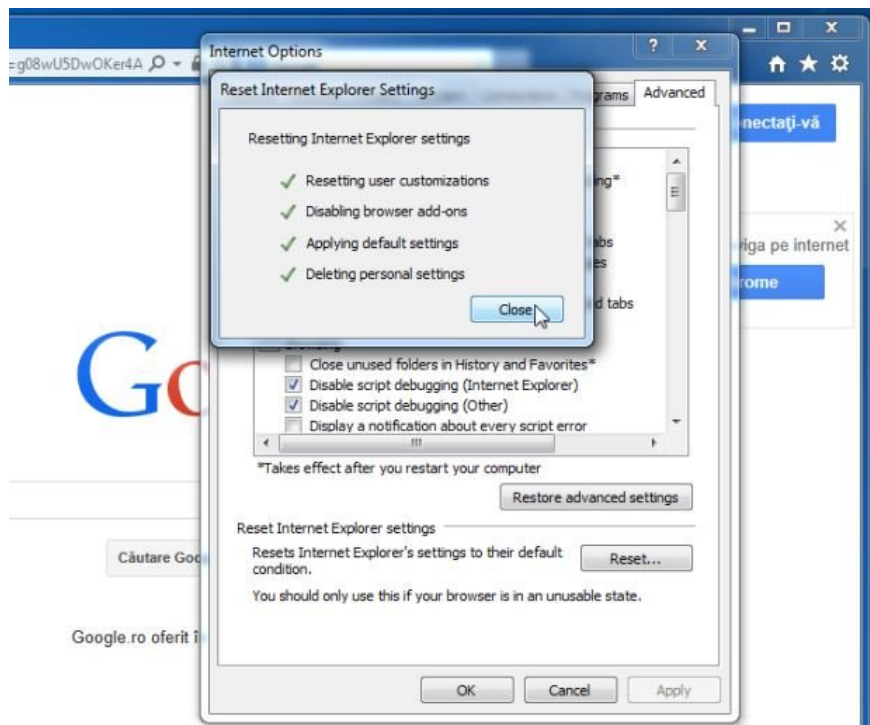 Internet Options
=g08wU5DwOKer4A
Reset Internet Explorer Settings
Advanced
Resetting Internet Explorer settings
Resetting user customizations
Disabling browser add-ons
Applying default settings
Deleting personal settings
Close
d tabs
Close unused folders in History and Favorites*
Disable script debugging (Internet Explorer)
Disable script debugging (Other)
Display a notification about every script error
*Takes effect after you restart your computer
Restore advanced settings
Reset Internet Explorer settings
Resets Internet Explorer's settings to their default
condition.
Reset...
You should only use this if your browser is in an unusable state.
OK
Cancel
Apply
nectaţi-vă
viga pe internet
rome
Go
Căutare Goo
Google.ro oferit î